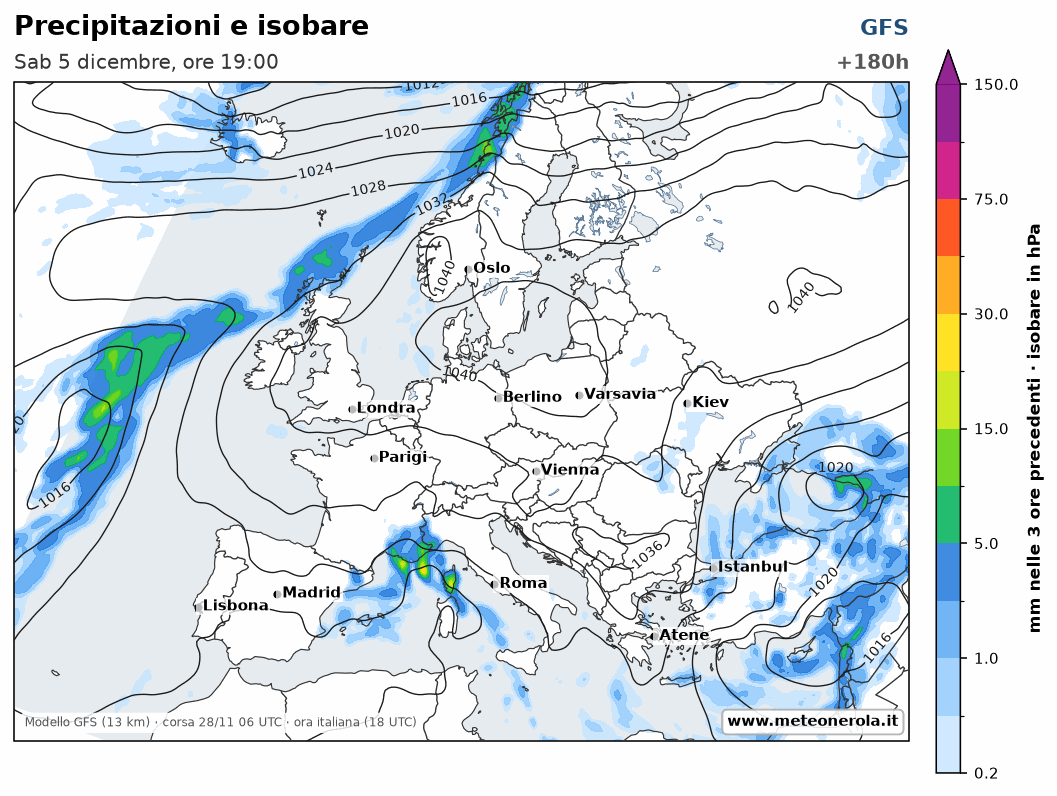 Precipitazioni e isobare
GFS
Sab 5 dicembre, ore 19:00
+180h
1012
1016
1020
1024
1028
1032
1040
Oslo
1040
1040
Londra
Berlino
Varsavia
Kiev
Parigi
Vienna
1020
1016
1036
Istanbul
Madrid
Roma
1020
Lisbona
Atene
1016
Modello GFS (13 km) · corsa 28/11 06 UTC · ora italiana (18 UTC)
www.meteonerola.it
150.0
75.0
30.0
15.0
5.0
1.0
0.2
mm nelle 3 ore precedenti · isobare in hPa